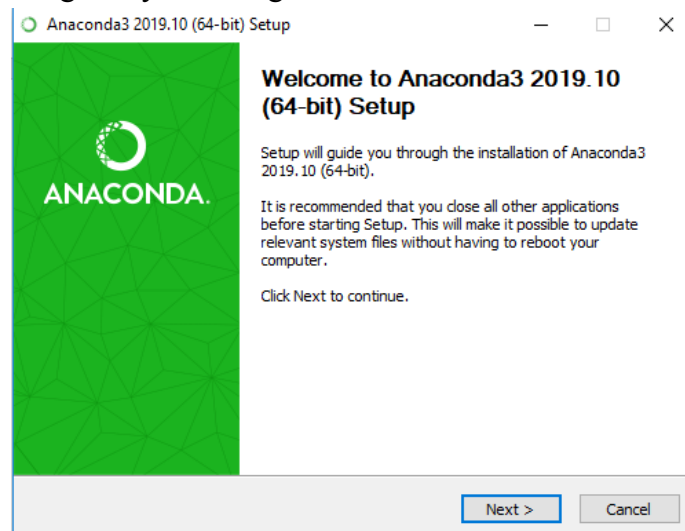 Anaconda3 2019.10 (64-bit) Setup
Welcome to Anaconda3 2019.10
(64-bit) Setup
ANACONDA.
Setup will guide you through the installation of Anaconda3
2019.10 (64-bit).
It is recommended that you close all other applications
before starting Setup. This will make it possible to update
relevant system files without having to reboot your
computer.
Click Next to continue.
Next >
Cancel